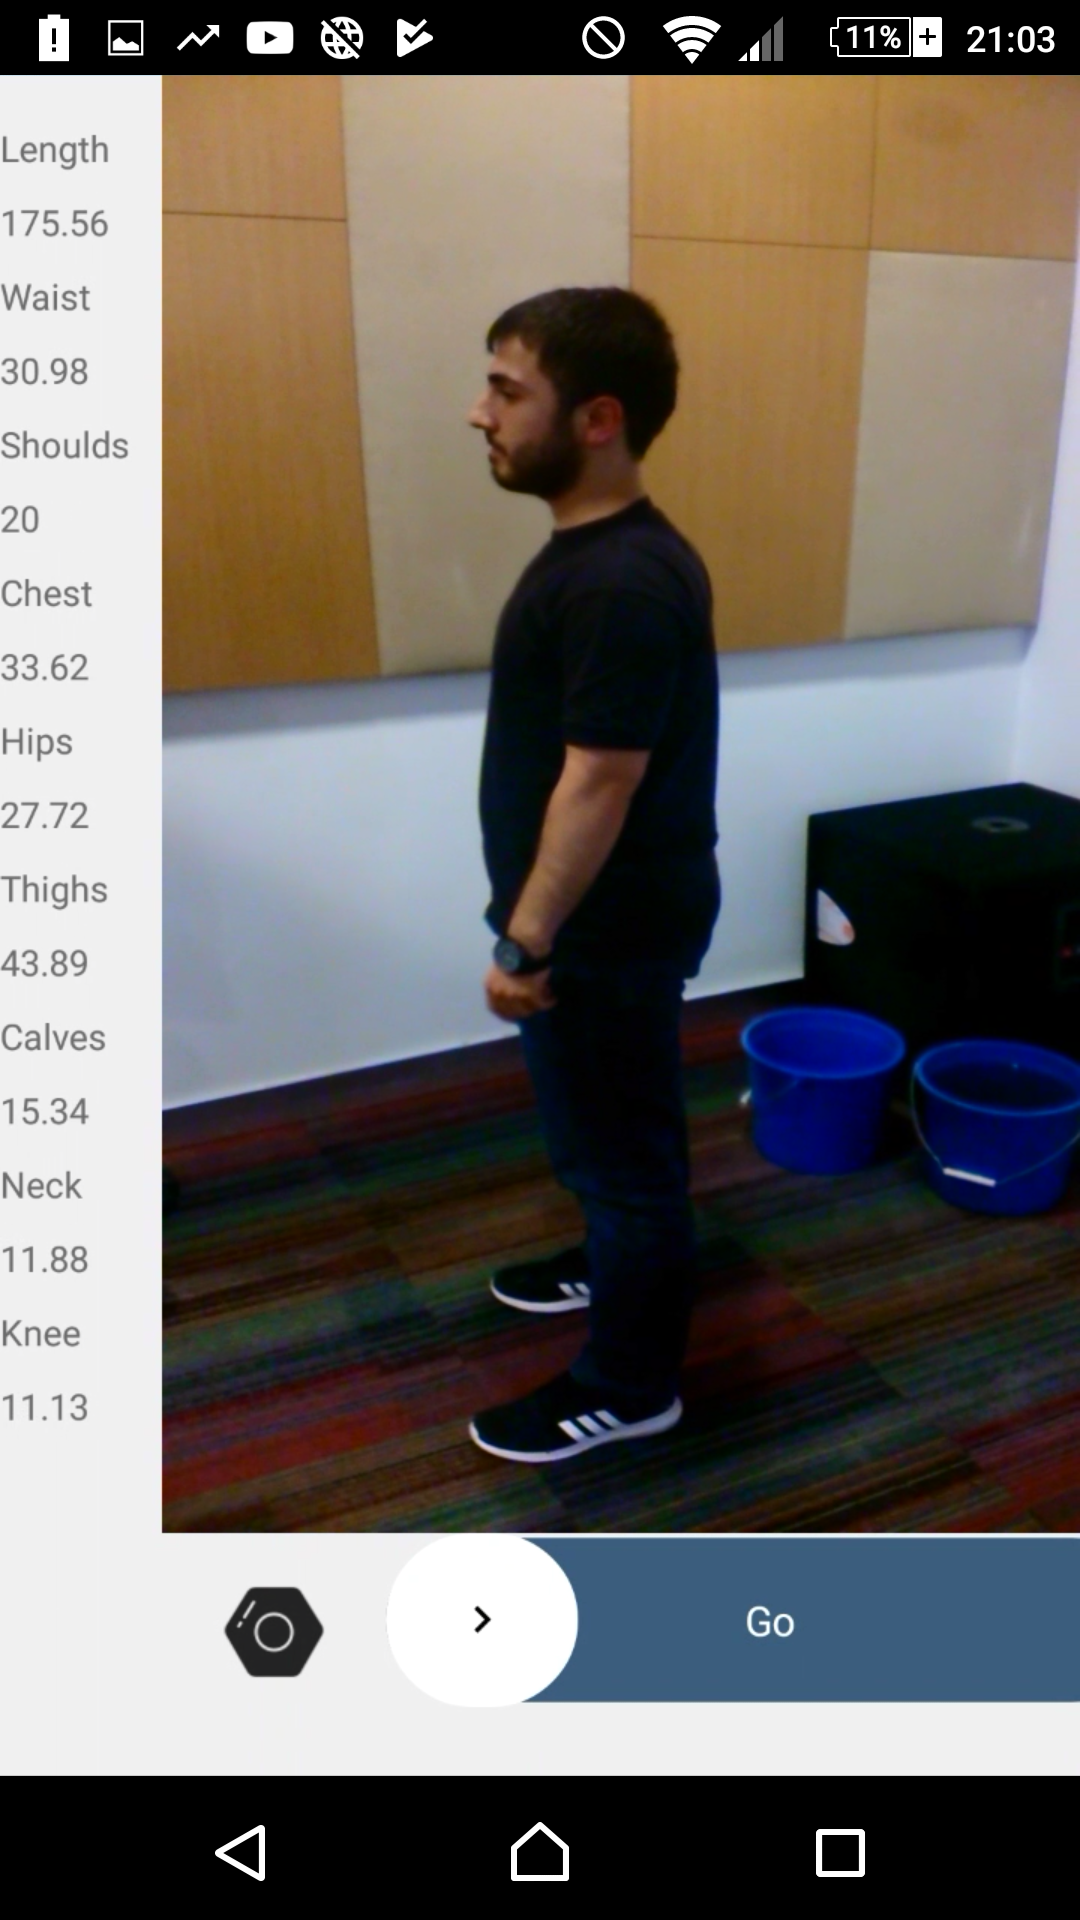 11%
21:03
Length
175.56
Waist
30.98
Shoulds
20
Chest
33.62
Hips
27.72
Thighs
43.89
Calves
15.34
Neck
11.88
Knee
11.13
Go